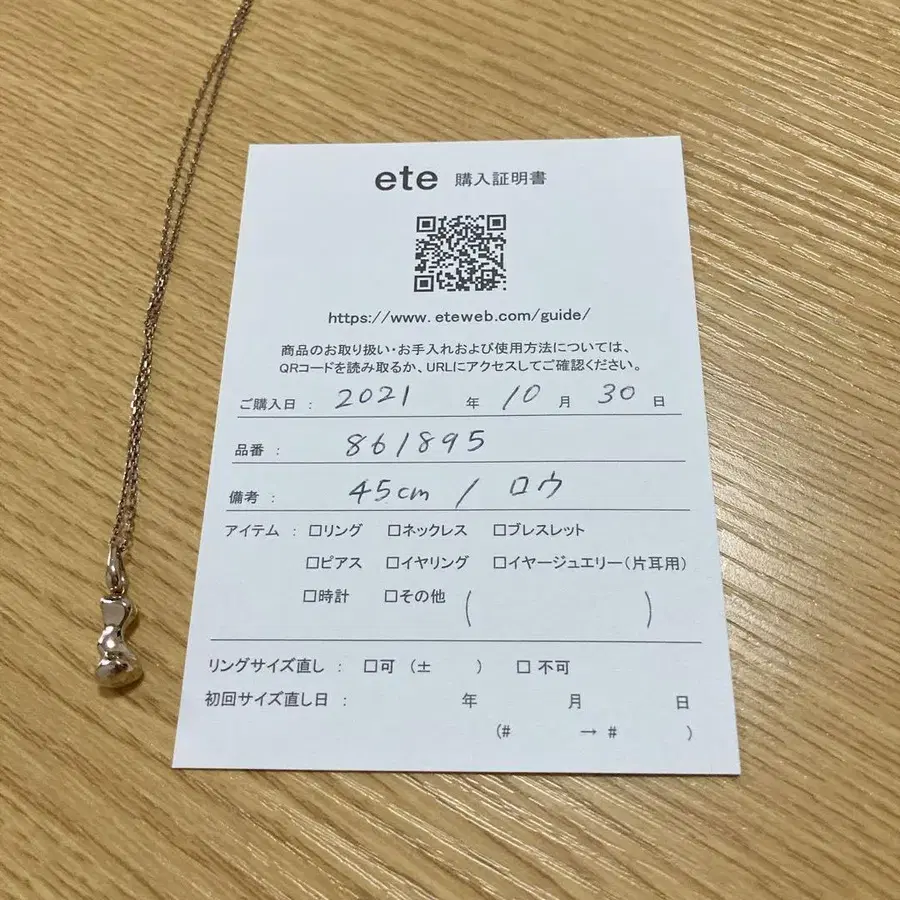 ete 購入証明書
https://www.eteweb.com/guide/
商品のお取り扱い・お手入れおよび使用方法については、
QRコードを読み取るか、URLにアクセスしてご確認ください。
ご購入日 : 2021 年 10 月 30 日
品番 : 861895
備考 : 45cm / ロウ
アイテム : □リング □ネックレス □ブレスレット
□ピアス □イヤリング □イヤージュエリー(片耳用)
□時計 □その他 ( )
リングサイズ直し : □可 (± ) □ 不可
初回サイズ直し日 : 年 月 日
(# → # )